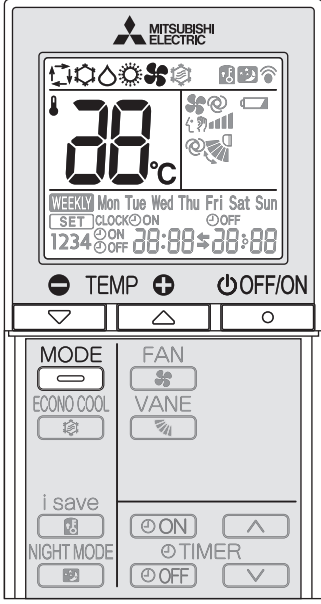 MITSUBISHI
ELECTRIC
88°C
WEEKLY Mon Tue Wed Thu Fri Sat Sun
SET CLOCK ON OFF
1234 ON OFF 88:88 88:88
TEMP OFF/ON
MODE FAN
ECONO COOL VANE
i save
ON
NIGHT MODE TIMER
OFF